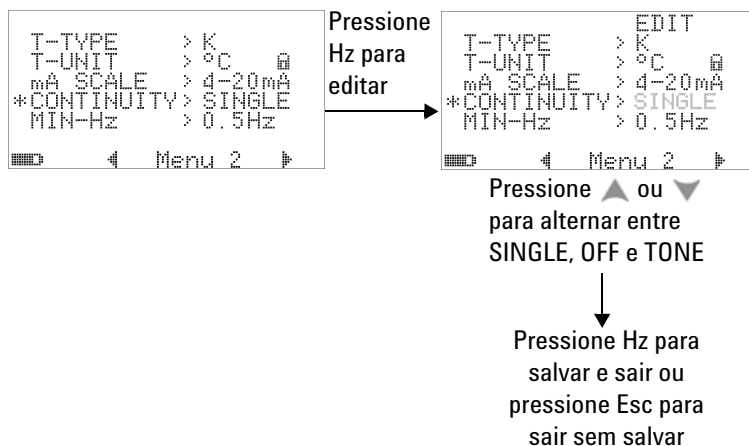 T-TYPE > K
T-UNIT > ºC
mA SCALE > 4-20mA
*CONTINUITY> SINGLE
MIN-Hz > 0.5Hz
Menu 2
Pressione
Hz para
editar
EDIT
T-TYPE > K
T-UNIT > ºC
mA SCALE > 4-20mA
*CONTINUITY> SINGLE
MIN-Hz > 0.5Hz
Menu 2
Pressione ▲ ou ▼
para alternar entre
SINGLE, OFF e TONE
Pressione Hz para
salvar e sair ou
pressione Esc para
sair sem salvar